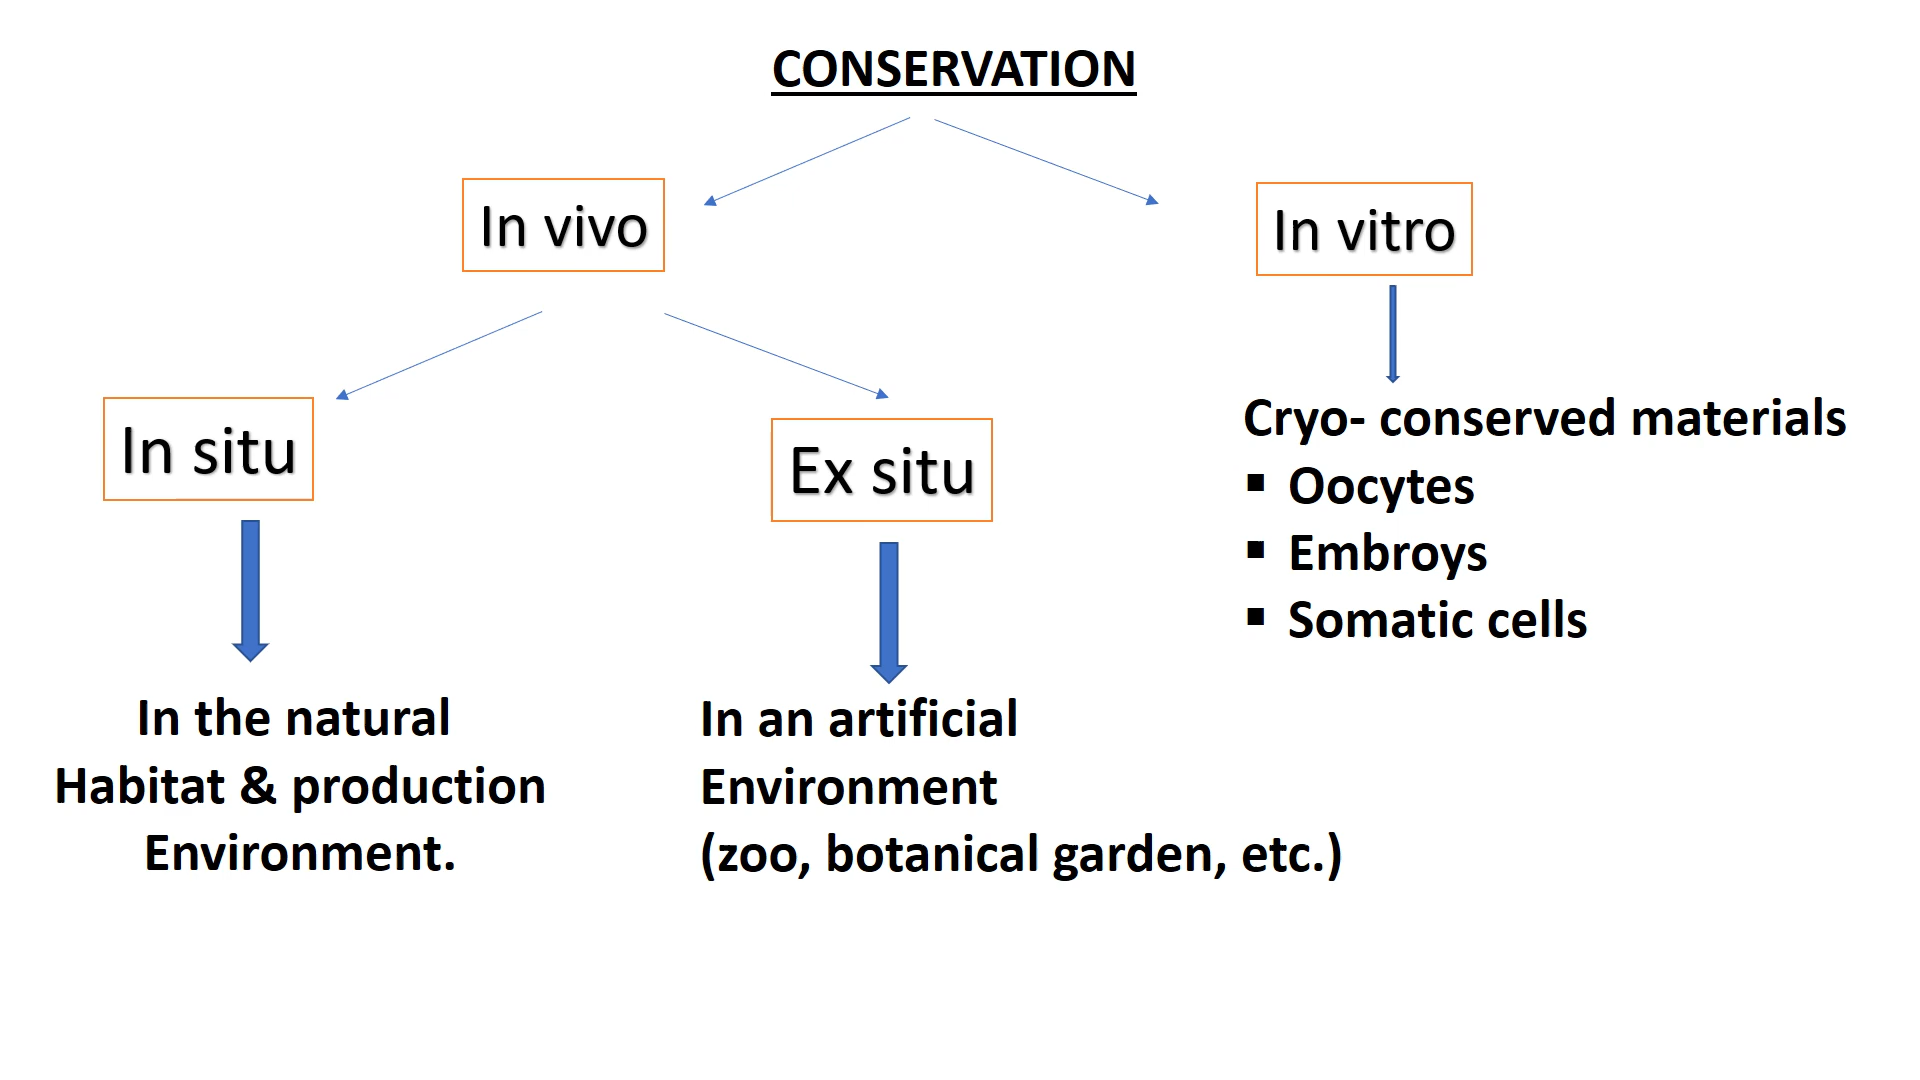 CONSERVATION
In vivo
In vitro
In situ
Ex situ
Cryo- conserved materials
▪ Oocytes
▪ Embroys
▪ Somatic cells
In the natural
Habitat & production
Environment.
In an artificial
Environment
(zoo, botanical garden, etc.)